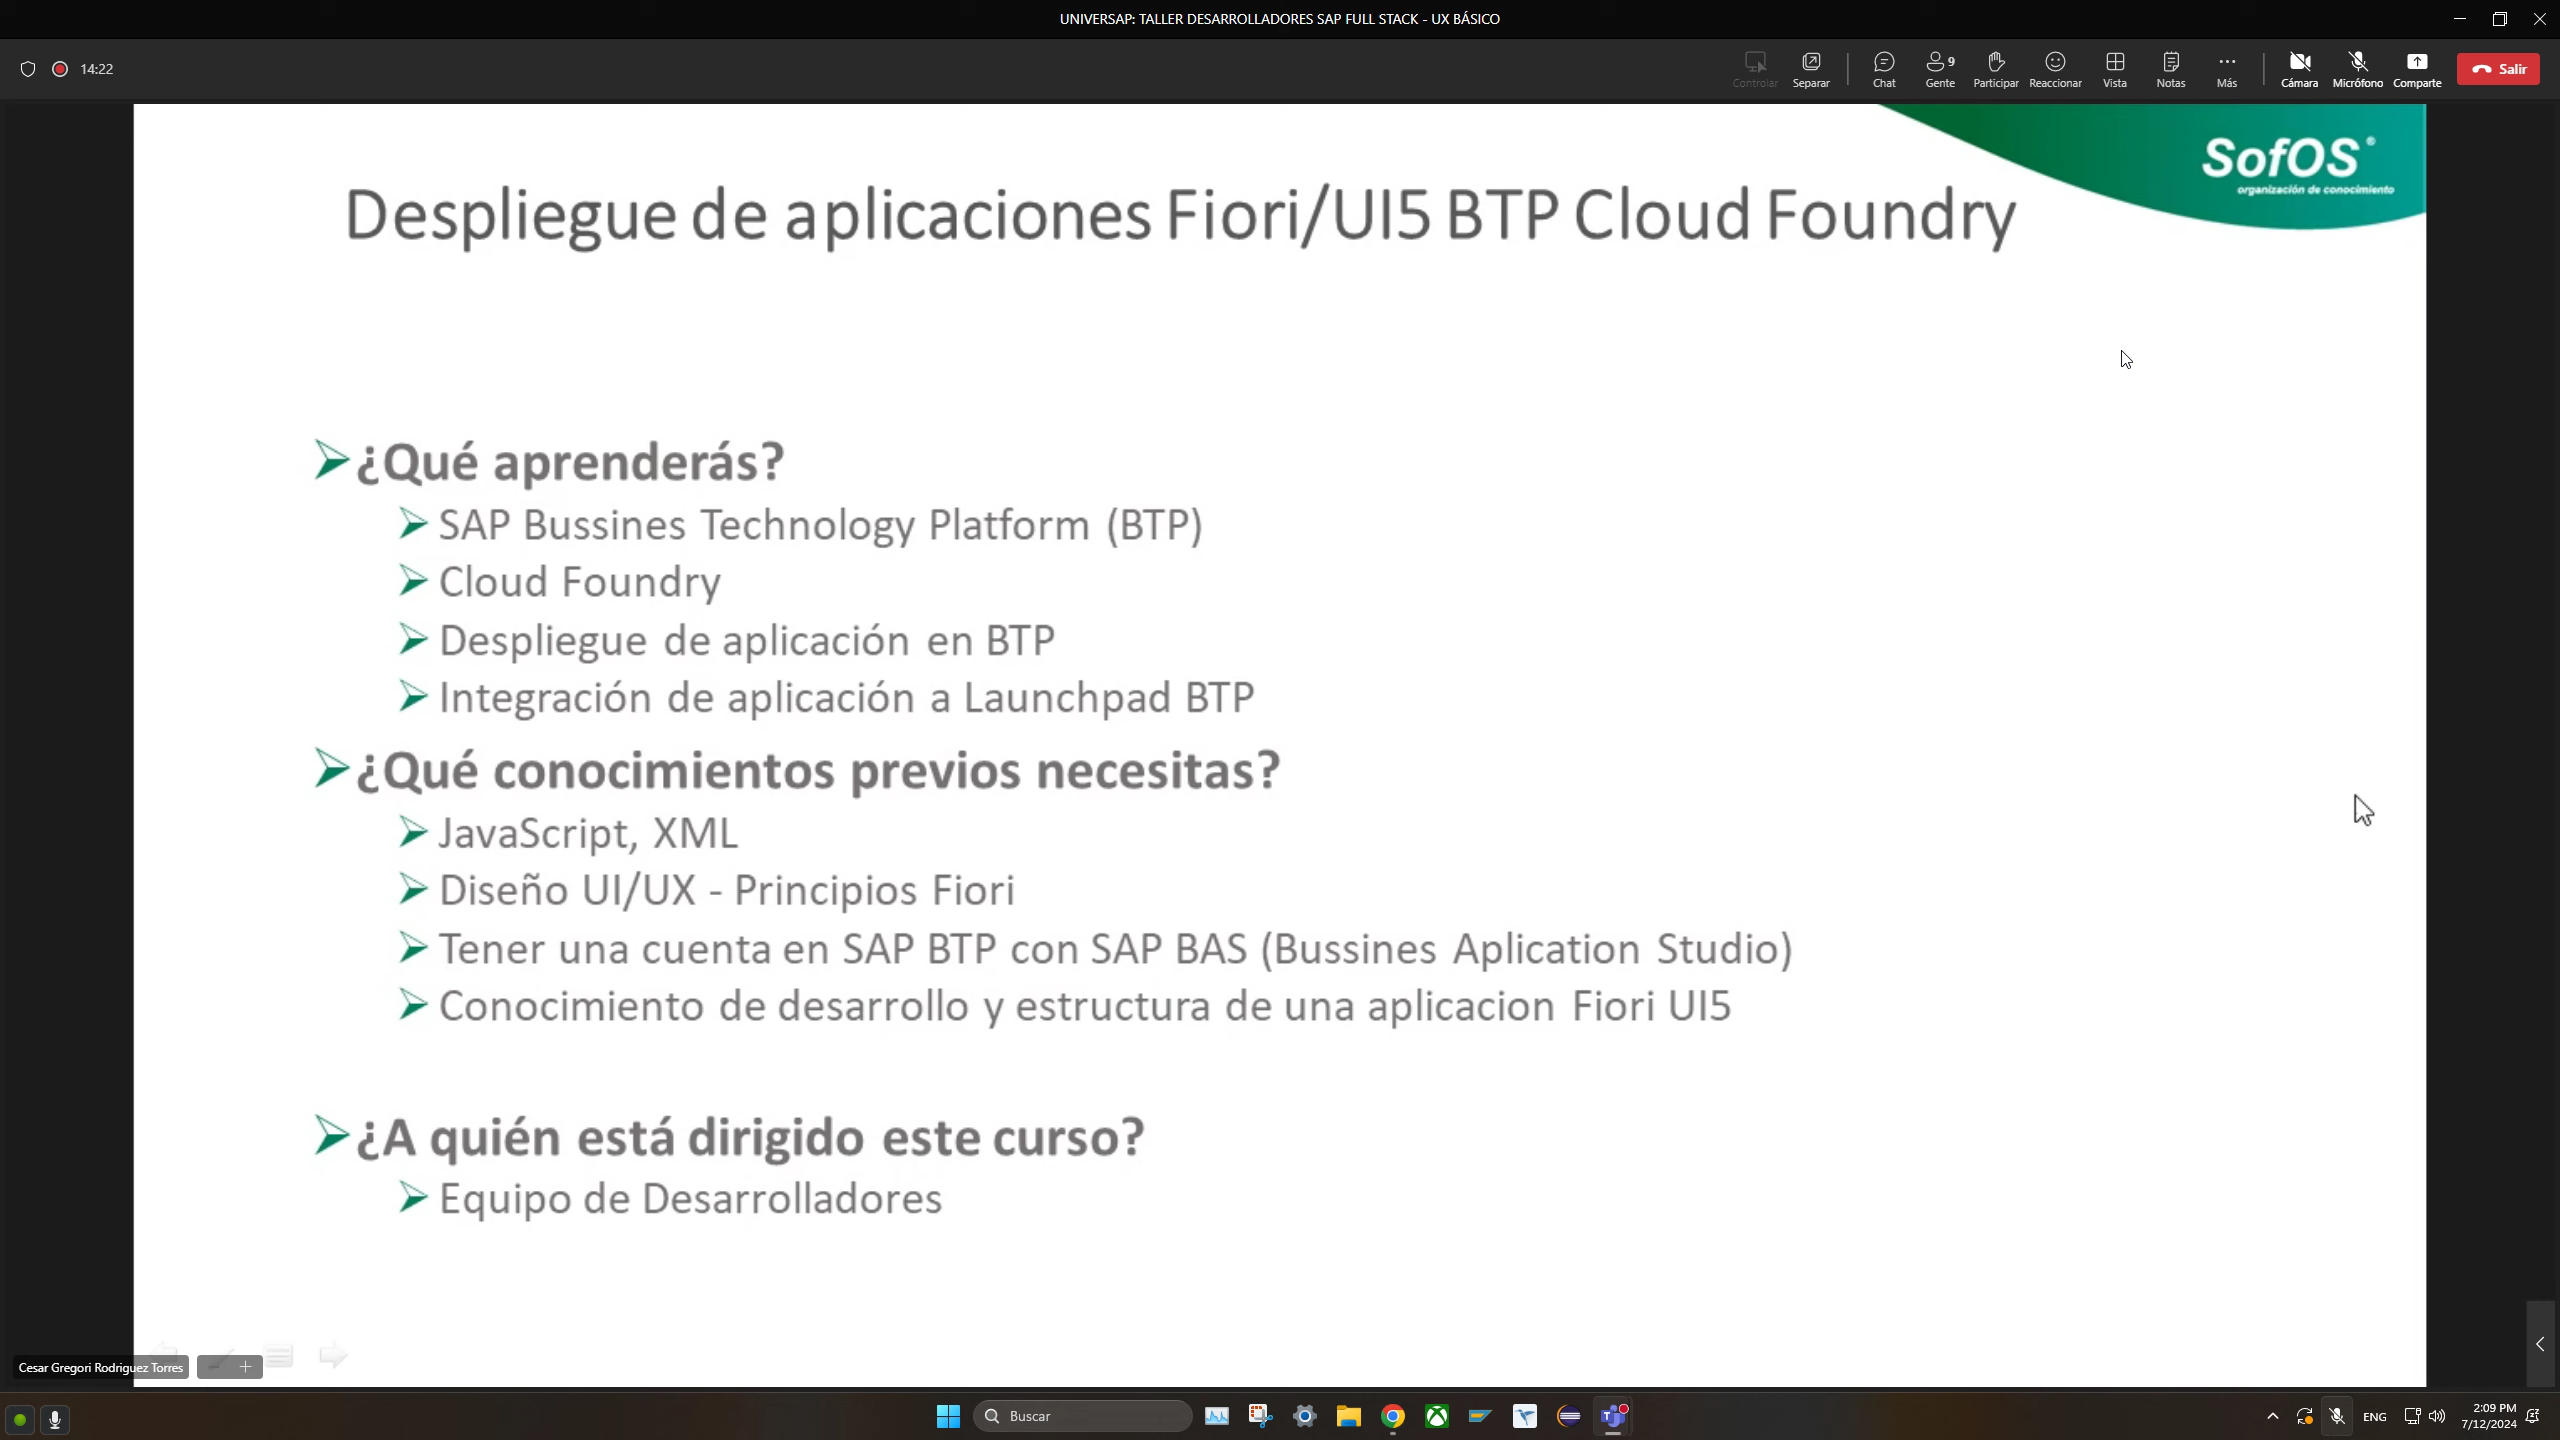 UNIVERSAP: TALLER DESARROLLADORES SAP FULL STACK - UX BÁSICO
14:22
Controlar
Separar
Chat
9
Gente
Participar
Reaccionar
Vista
Notas
Más
Cámara
Micrófono
Comparte
Salir
SofOS®
organización de conocimiento
Despliegue de aplicaciones Fiori/UI5 BTP Cloud Foundry
¿Qué aprenderás?
SAP Bussines Technology Platform (BTP)
Cloud Foundry
Despliegue de aplicación en BTP
Integración de aplicación a Launchpad BTP
¿Qué conocimientos previos necesitas?
JavaScript, XML
Diseño UI/UX - Principios Fiori
Tener una cuenta en SAP BTP con SAP BAS (Bussines Aplication Studio)
Conocimiento de desarrollo y estructura de una aplicacion Fiori UI5
¿A quién está dirigido este curso?
Equipo de Desarrolladores
Cesar Gregori Rodriguez Torres
Buscar
ENG
2:09 PM
7/12/2024